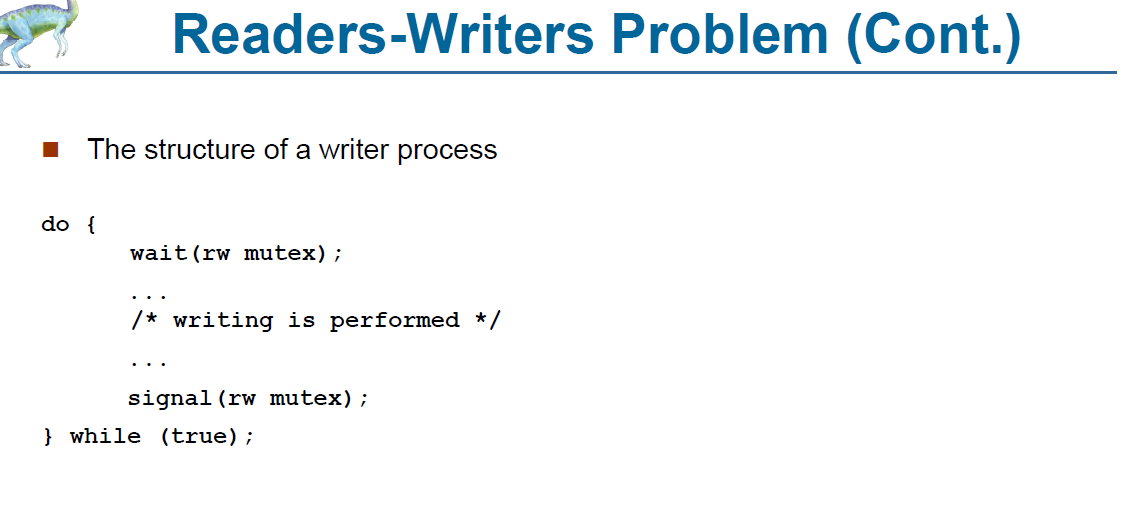 Readers-Writers Problem (Cont.)
The structure of a writer process
do {
wait(rw mutex);
...
/* writing is performed */
...
signal(rw mutex);
} while (true);